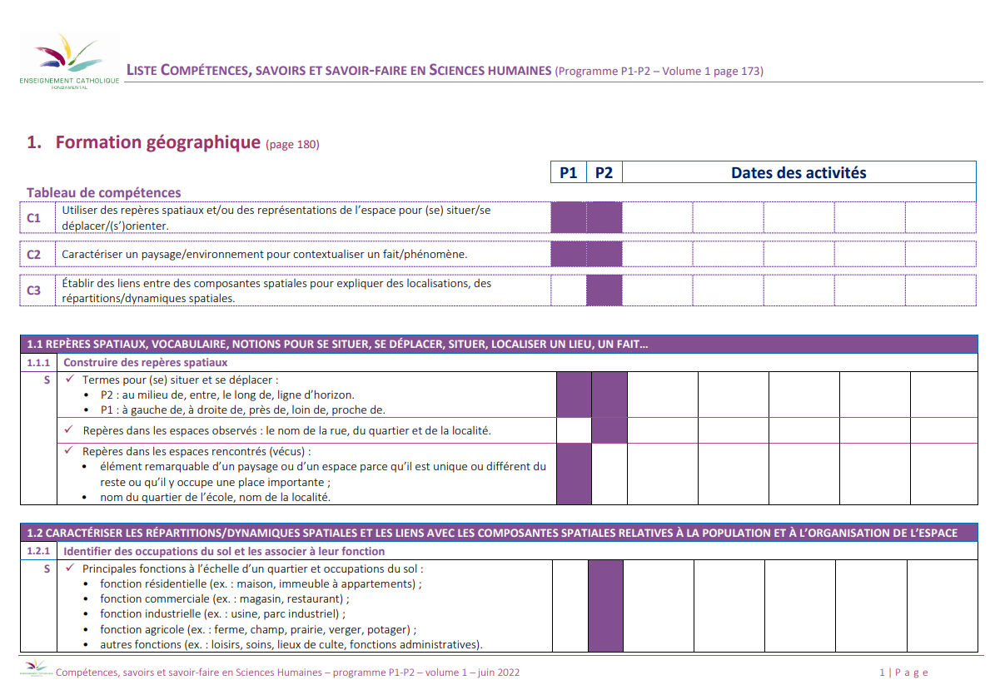 ENSEIGNEMENT CATHOLIQUE
FONDAMENTAL
LISTE COMPÉTENCES, SAVOIRS ET SAVOIR-FAIRE EN SCIENCES HUMAINES (Programme P1-P2 – Volume 1 page 173)
1. Formation géographique (page 180)
P1 P2 Dates des activités
Tableau de compétences
C1 Utiliser des repères spatiaux et/ou des représentations de l’espace pour (se) situer/se
déplacer/(s’)orienter.
C2 Caractériser un paysage/environnement pour contextualiser un fait/phénomène.
C3 Établir des liens entre des composantes spatiales pour expliquer des localisations, des
répartitions/dynamiques spatiales.
1.1 REPÈRES SPATIAUX, VOCABULAIRE, NOTIONS POUR SE SITUER, SE DÉPLACER, SITUER, LOCALISER UN LIEU, UN FAIT…
1.1.1 Construire des repères spatiaux
S ✓ Termes pour (se) situer et se déplacer :
• P2 : au milieu de, entre, le long de, ligne d’horizon.
• P1 : à gauche de, à droite de, près de, loin de, proche de.
✓ Repères dans les espaces observés : le nom de la rue, du quartier et de la localité.
✓ Repères dans les espaces rencontrés (vécus) :
• élément remarquable d’un paysage ou d’un espace parce qu’il est unique ou différent du
reste ou qu’il y occupe une place importante ;
• nom du quartier de l’école, nom de la localité.
1.2 CARACTÉRISER LES RÉPARTITIONS/DYNAMIQUES SPATIALES ET LES LIENS AVEC LES COMPOSANTES SPATIALES RELATIVES À LA POPULATION ET À L’ORGANISATION DE L’ESPACE
1.2.1 Identifier des occupations du sol et les associer à leur fonction
S ✓ Principales fonctions à l’échelle d’un quartier et occupations du sol :
• fonction résidentielle (ex. : maison, immeuble à appartements) ;
• fonction commerciale (ex. : magasin, restaurant) ;
• fonction industrielle (ex. : usine, parc industriel) ;
• fonction agricole (ex. : ferme, champ, prairie, verger, potager) ;
• autres fonctions (ex. : loisirs, soins, lieux de culte, fonctions administratives).
Compétences, savoirs et savoir-faire en Sciences Humaines – programme P1-P2 – volume 1 – juin 2022 1 | P a g e